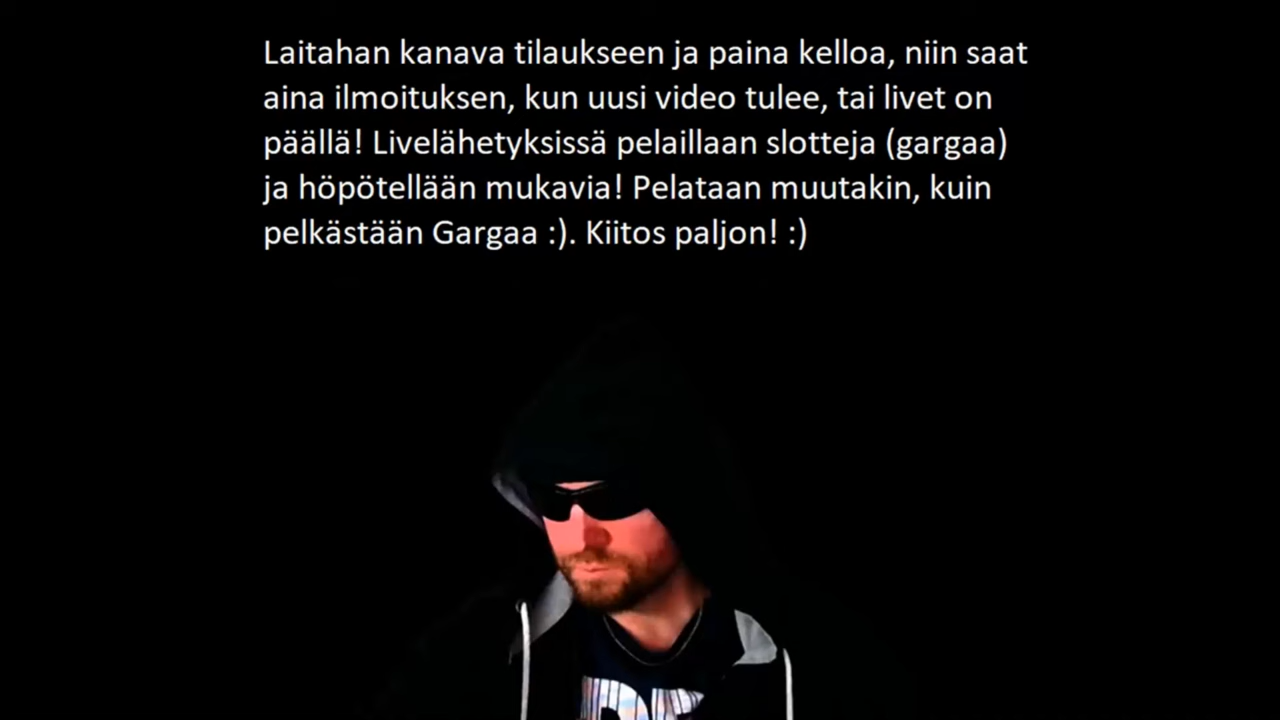 Laitahan kanava tilaukseen ja paina kelloa, niin saat
aina ilmoituksen, kun uusi video tulee, tai livet on
päällä! Livelähetyksissä pelaillaan slotteja (gargaa)
ja höpötellään mukavia! Pelataan muutakin, kuin
pelkästään Gargaa :). Kiitos paljon! :)